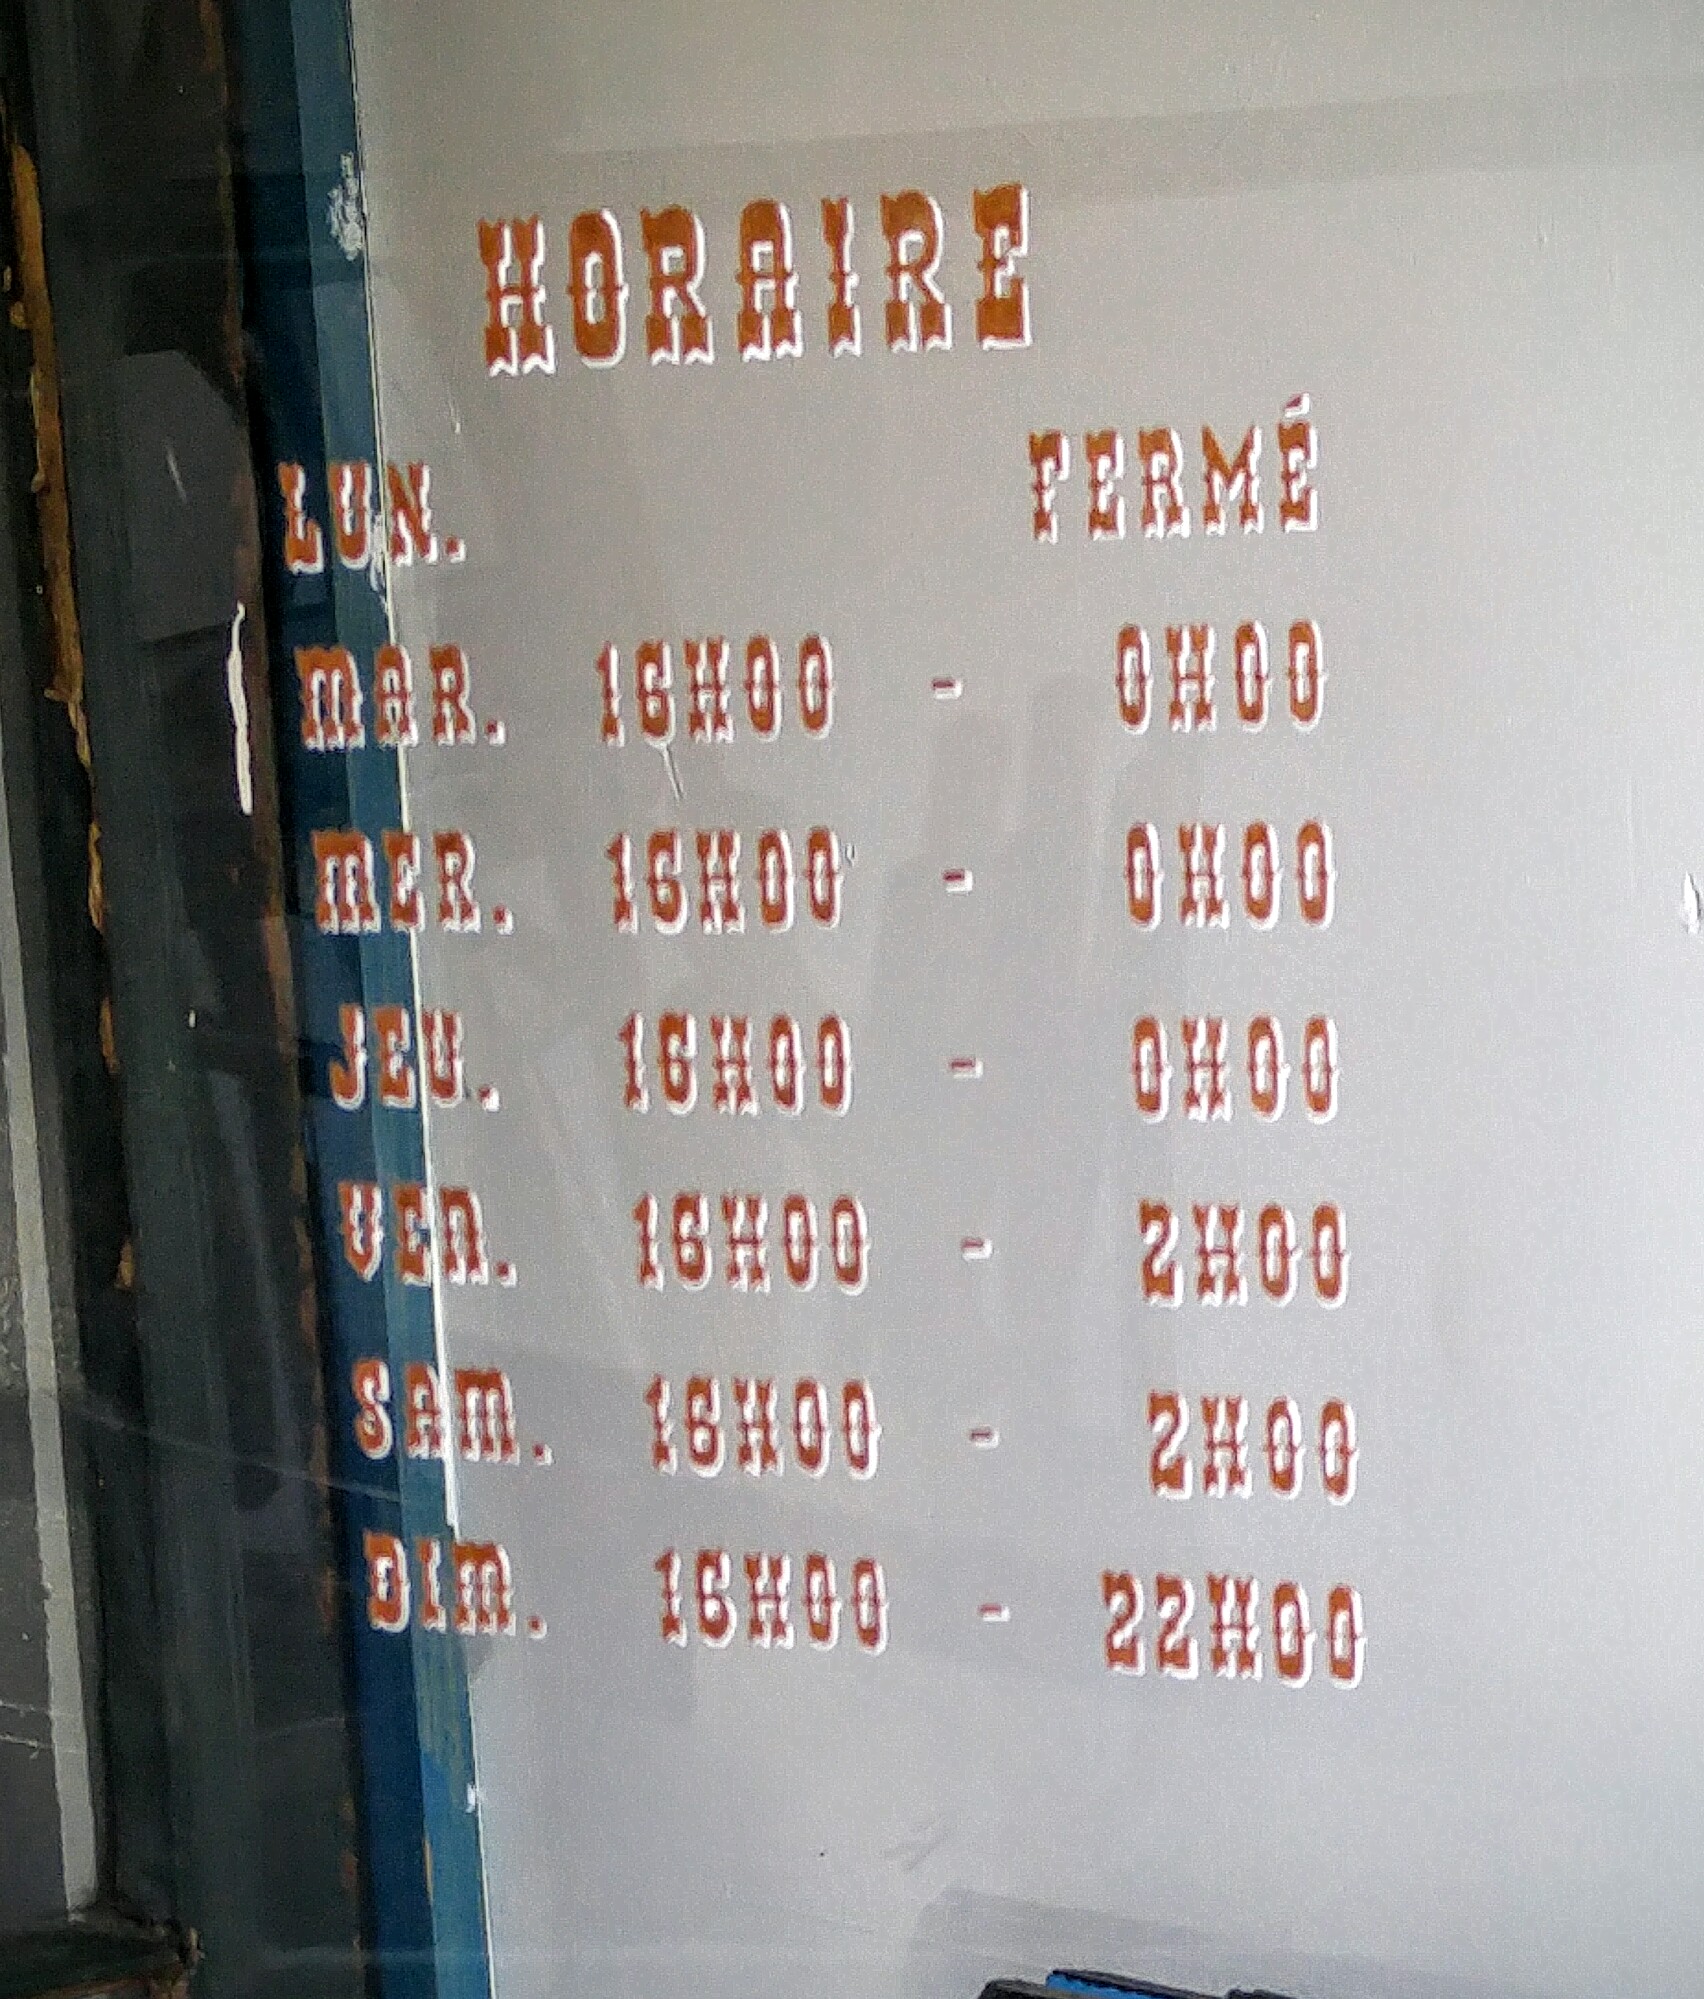 HORAIRE
LUN. FERMÉ
MAR. 16H00 - 0H00
MER. 16H00 - 0H00
JEU. 16H00 - 0H00
VEN. 16H00 - 2H00
SAM. 16H00 - 2H00
DIM. 16H00 - 22H00